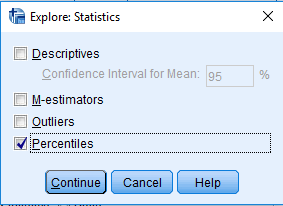 Explore: Statistics
Descriptives
Confidence Interval for Mean: 95 %
M-estimators
Outliers
Percentiles
Continue Cancel Help